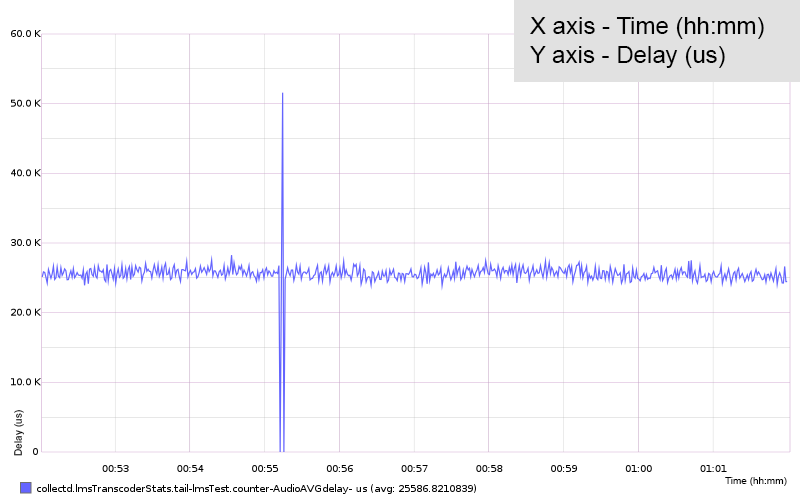 X axis - Time (hh:mm)
Y axis - Delay (us)
60.0 K
50.0 K
40.0 K
30.0 K
20.0 K
10.0 K
0
Delay (us)
00:53 00:54 00:55 00:56 00:57 00:58 00:59 01:00 01:01
Time (hh:mm)
collectd.lmsTranscoderStats.tail-lmsTest.counter-AudioAVGdelay- us (avg: 25586.8210839)